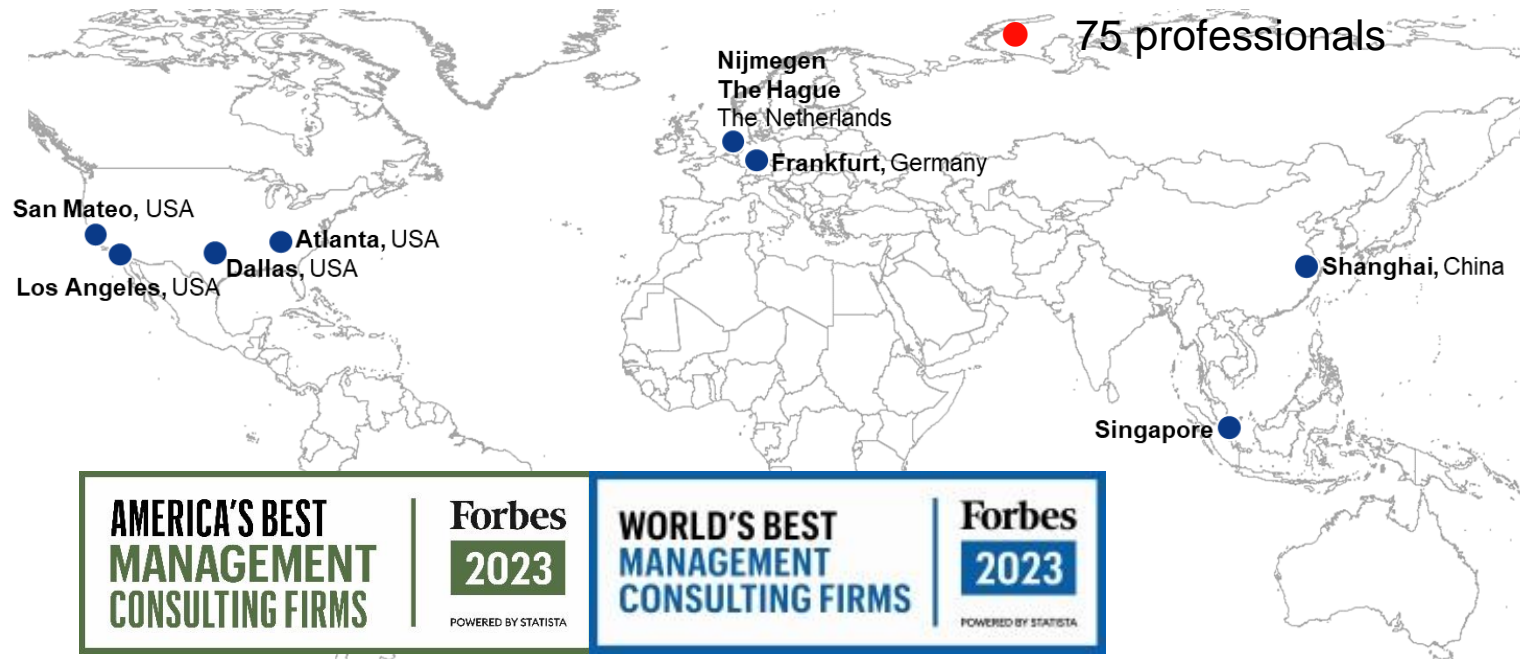 75 professionals
Nijmegen
The Hague
The Netherlands
Frankfurt, Germany
San Mateo, USA
Atlanta, USA
Dallas, USA
Los Angeles, USA
Shanghai, China
Singapore
AMERICA'S BEST
MANAGEMENT
CONSULTING FIRMS
Forbes
2023
POWERED BY STATISTA
WORLD'S BEST
MANAGEMENT
CONSULTING FIRMS
Forbes
2023
POWERED BY STATISTA